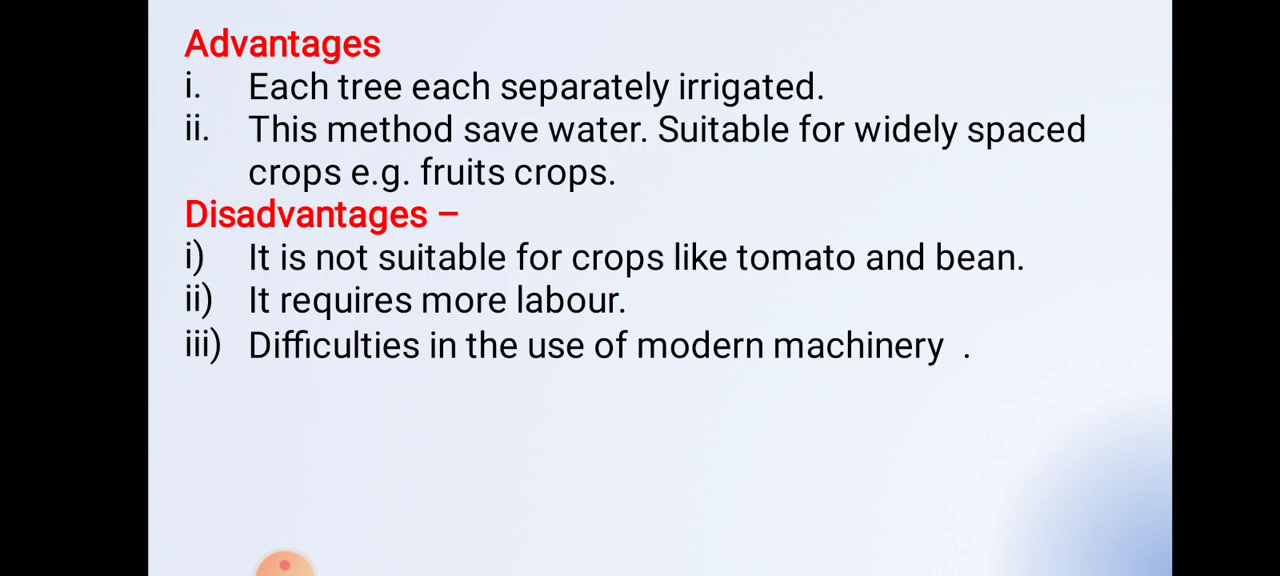 Advantages
i. Each tree each separately irrigated.
ii. This method save water. Suitable for widely spaced
crops e.g. fruits crops.
Disadvantages –
i) It is not suitable for crops like tomato and bean.
ii) It requires more labour.
iii) Difficulties in the use of modern machinery .